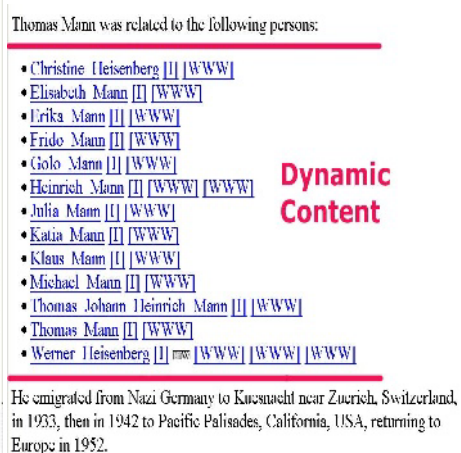 Thomas Mann was related to the following persons:
• Christine Heisenberg [I] [WWW]
• Elisabeth Mann [I] [WWW]
• Erika Mann [I] [WWW]
• Frido Mann [I] [WWW]
• Golo Mann [I] [WWW]
• Heinrich Mann [I] [WWW] [WWW]
Dynamic
Content
• Julia Mann [I] [WWW]
• Katia Mann [I] [WWW]
• Klaus Mann [I] [WWW]
• Michael Mann [I] [WWW]
• Thomas Johann Heinrich Mann [I] [WWW]
• Thomas Mann [I] [WWW]
• Werner Heisenberg [I] [WWW] [WWW] [WWW]
He emigrated from Nazi Germany to Kuesnacht near Zuerich, Switzerland,
in 1933, then in 1942 to Pacific Palisades, California, USA, returning to
Europe in 1952.